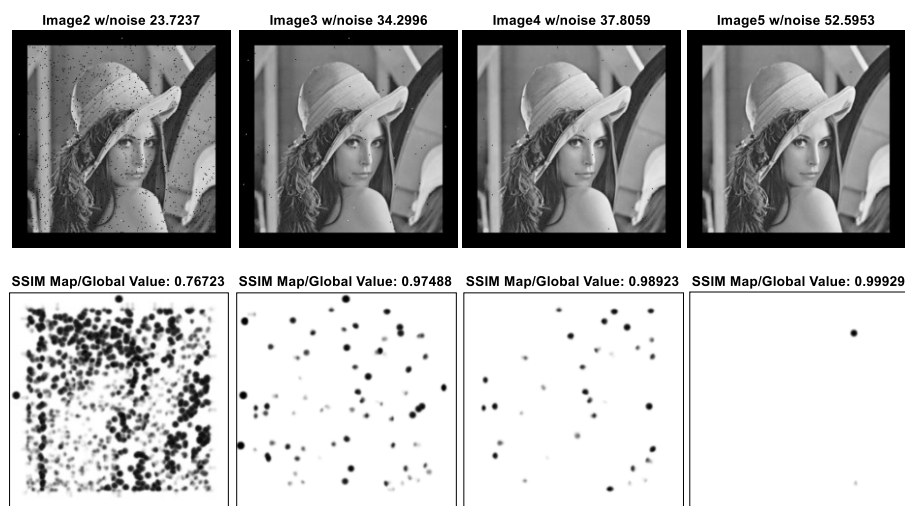 Image2 w/noise 23.7237
Image3 w/noise 34.2996
Image4 w/noise 37.8059
Image5 w/noise 52.5953
SSIM Map/Global Value: 0.76723
SSIM Map/Global Value: 0.97488
SSIM Map/Global Value: 0.98923
SSIM Map/Global Value: 0.99929